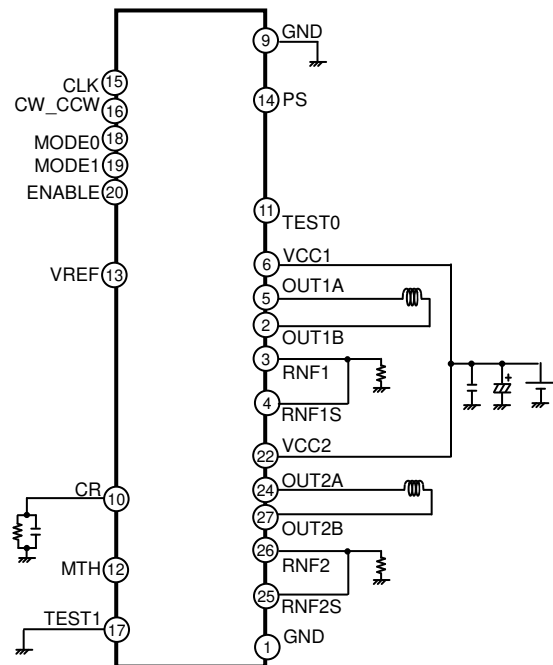 9 GND
15 CLK
14 PS
16 CW_CCW
18 MODE0
19 MODE1
20 ENABLE
11 TEST0
6 VCC1
13 VREF
5 OUT1A
2 OUT1B
3 RNF1
4 RNF1S
22 VCC2
24 OUT2A
10 CR
27 OUT2B
26 RNF2
12 MTH
25 RNF2S
17 TEST1
1 GND
+